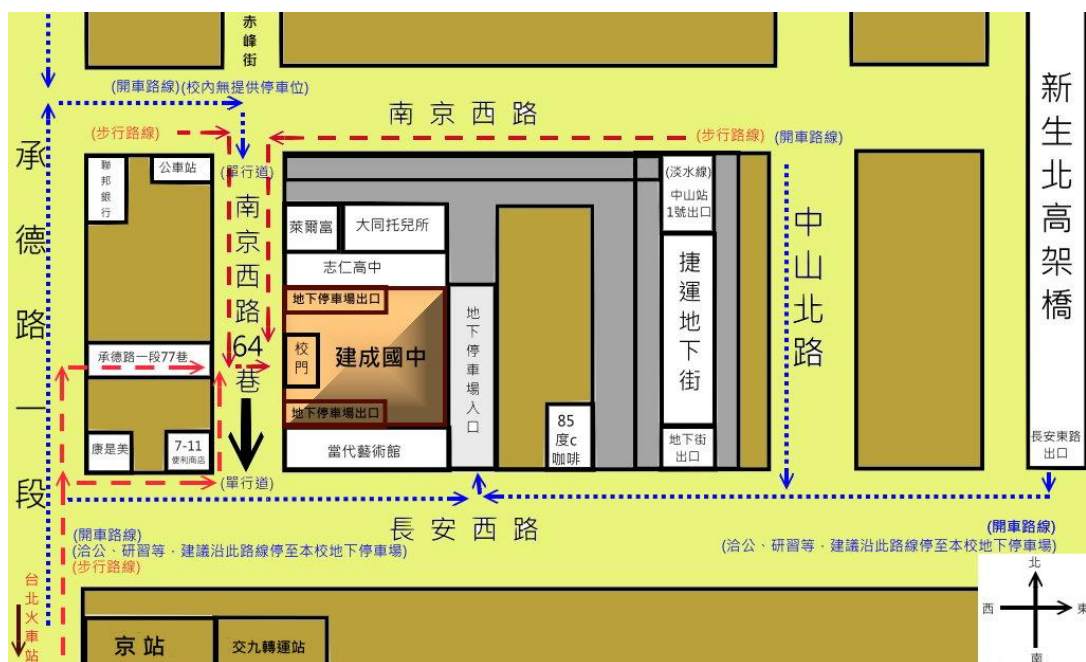 赤峰街
(開車路線)(校內無提供停車位)
南京西路
(步行路線)
(步行路線)
(開車路線)
新生北高架橋
承德路一段
聯邦銀行
公車站
(單行道)
南京西路64巷
萊爾富
大同托兒所
志仁高中
地下停車場出口
校門
建成國中
地下停車場出口
當代藝術館
地下停車場入口
(淡水線)
中山站
1號出口
捷運地下街
中山北路
承德路一段77巷
康是美
7-11
便利商店
85
度c
咖啡
地下街
出口
長安東路
出口
(單行道)
長安西路
(開車路線)
(洽公、研習等，建議沿此路線停至本校地下停車場)
(步行路線)
(開車路線)
(洽公、研習等，建議沿此路線停至本校地下停車場)
台北火車站
京站
交九轉運站
北
西
東
南